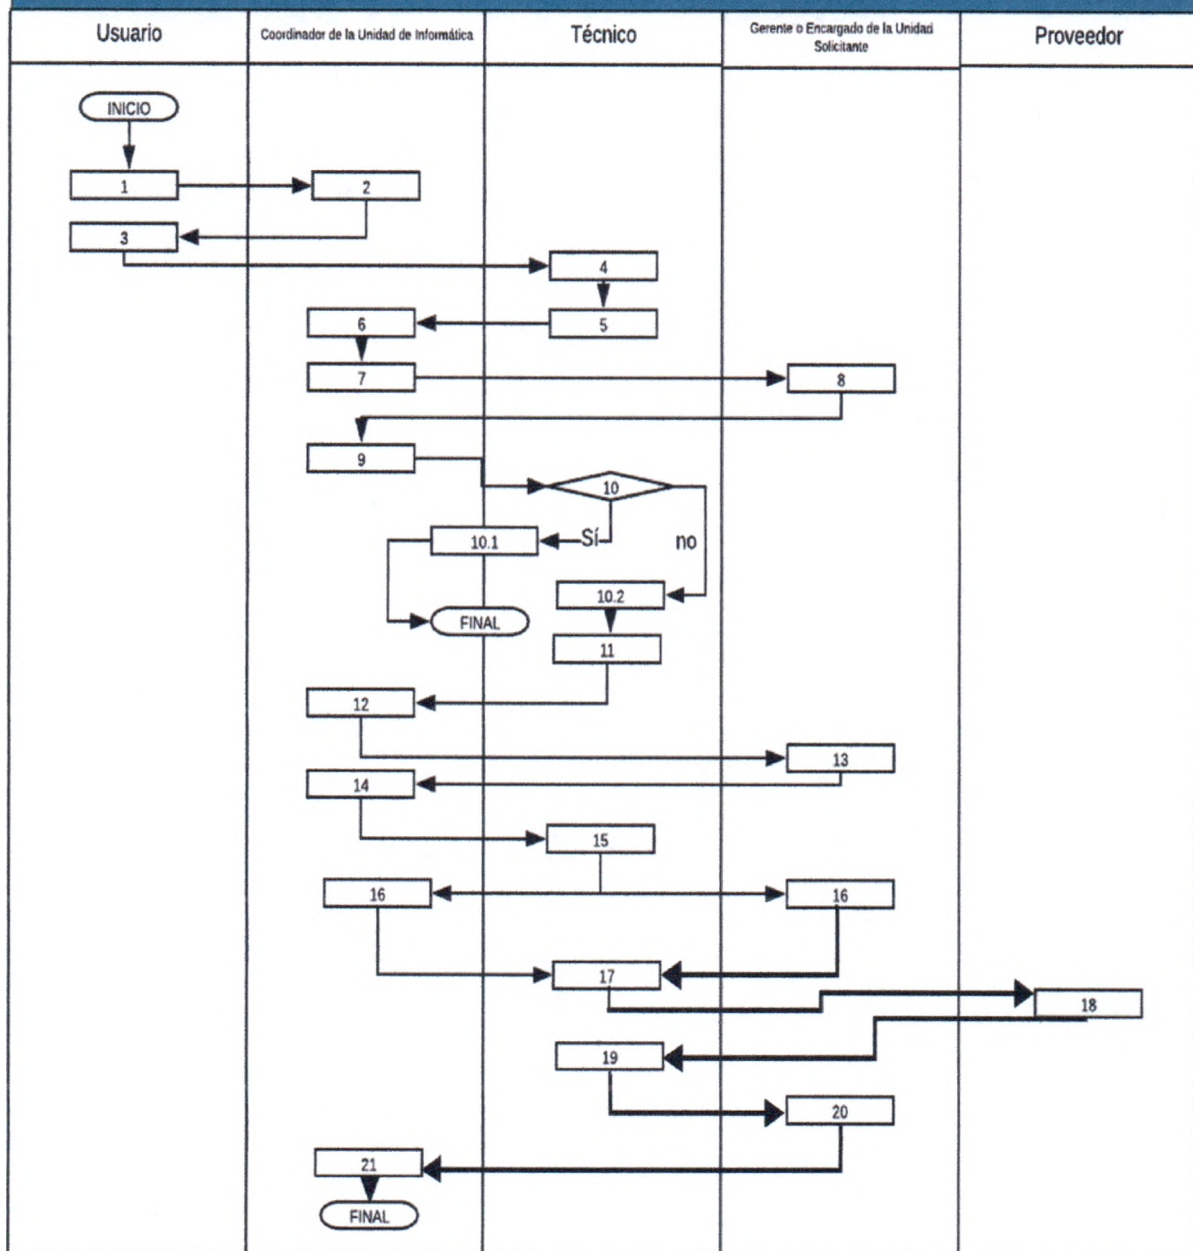 Usuario
Coordinador de la Unidad de Informática
Técnico
Gerente o Encargado de la Unidad
Solicitante
Proveedor
INICIO
1
2
3
4
5
6
7
8
9
10
Sí
no
10.1
10.2
FINAL
11
12
13
14
15
16
16
17
18
19
20
21
FINAL